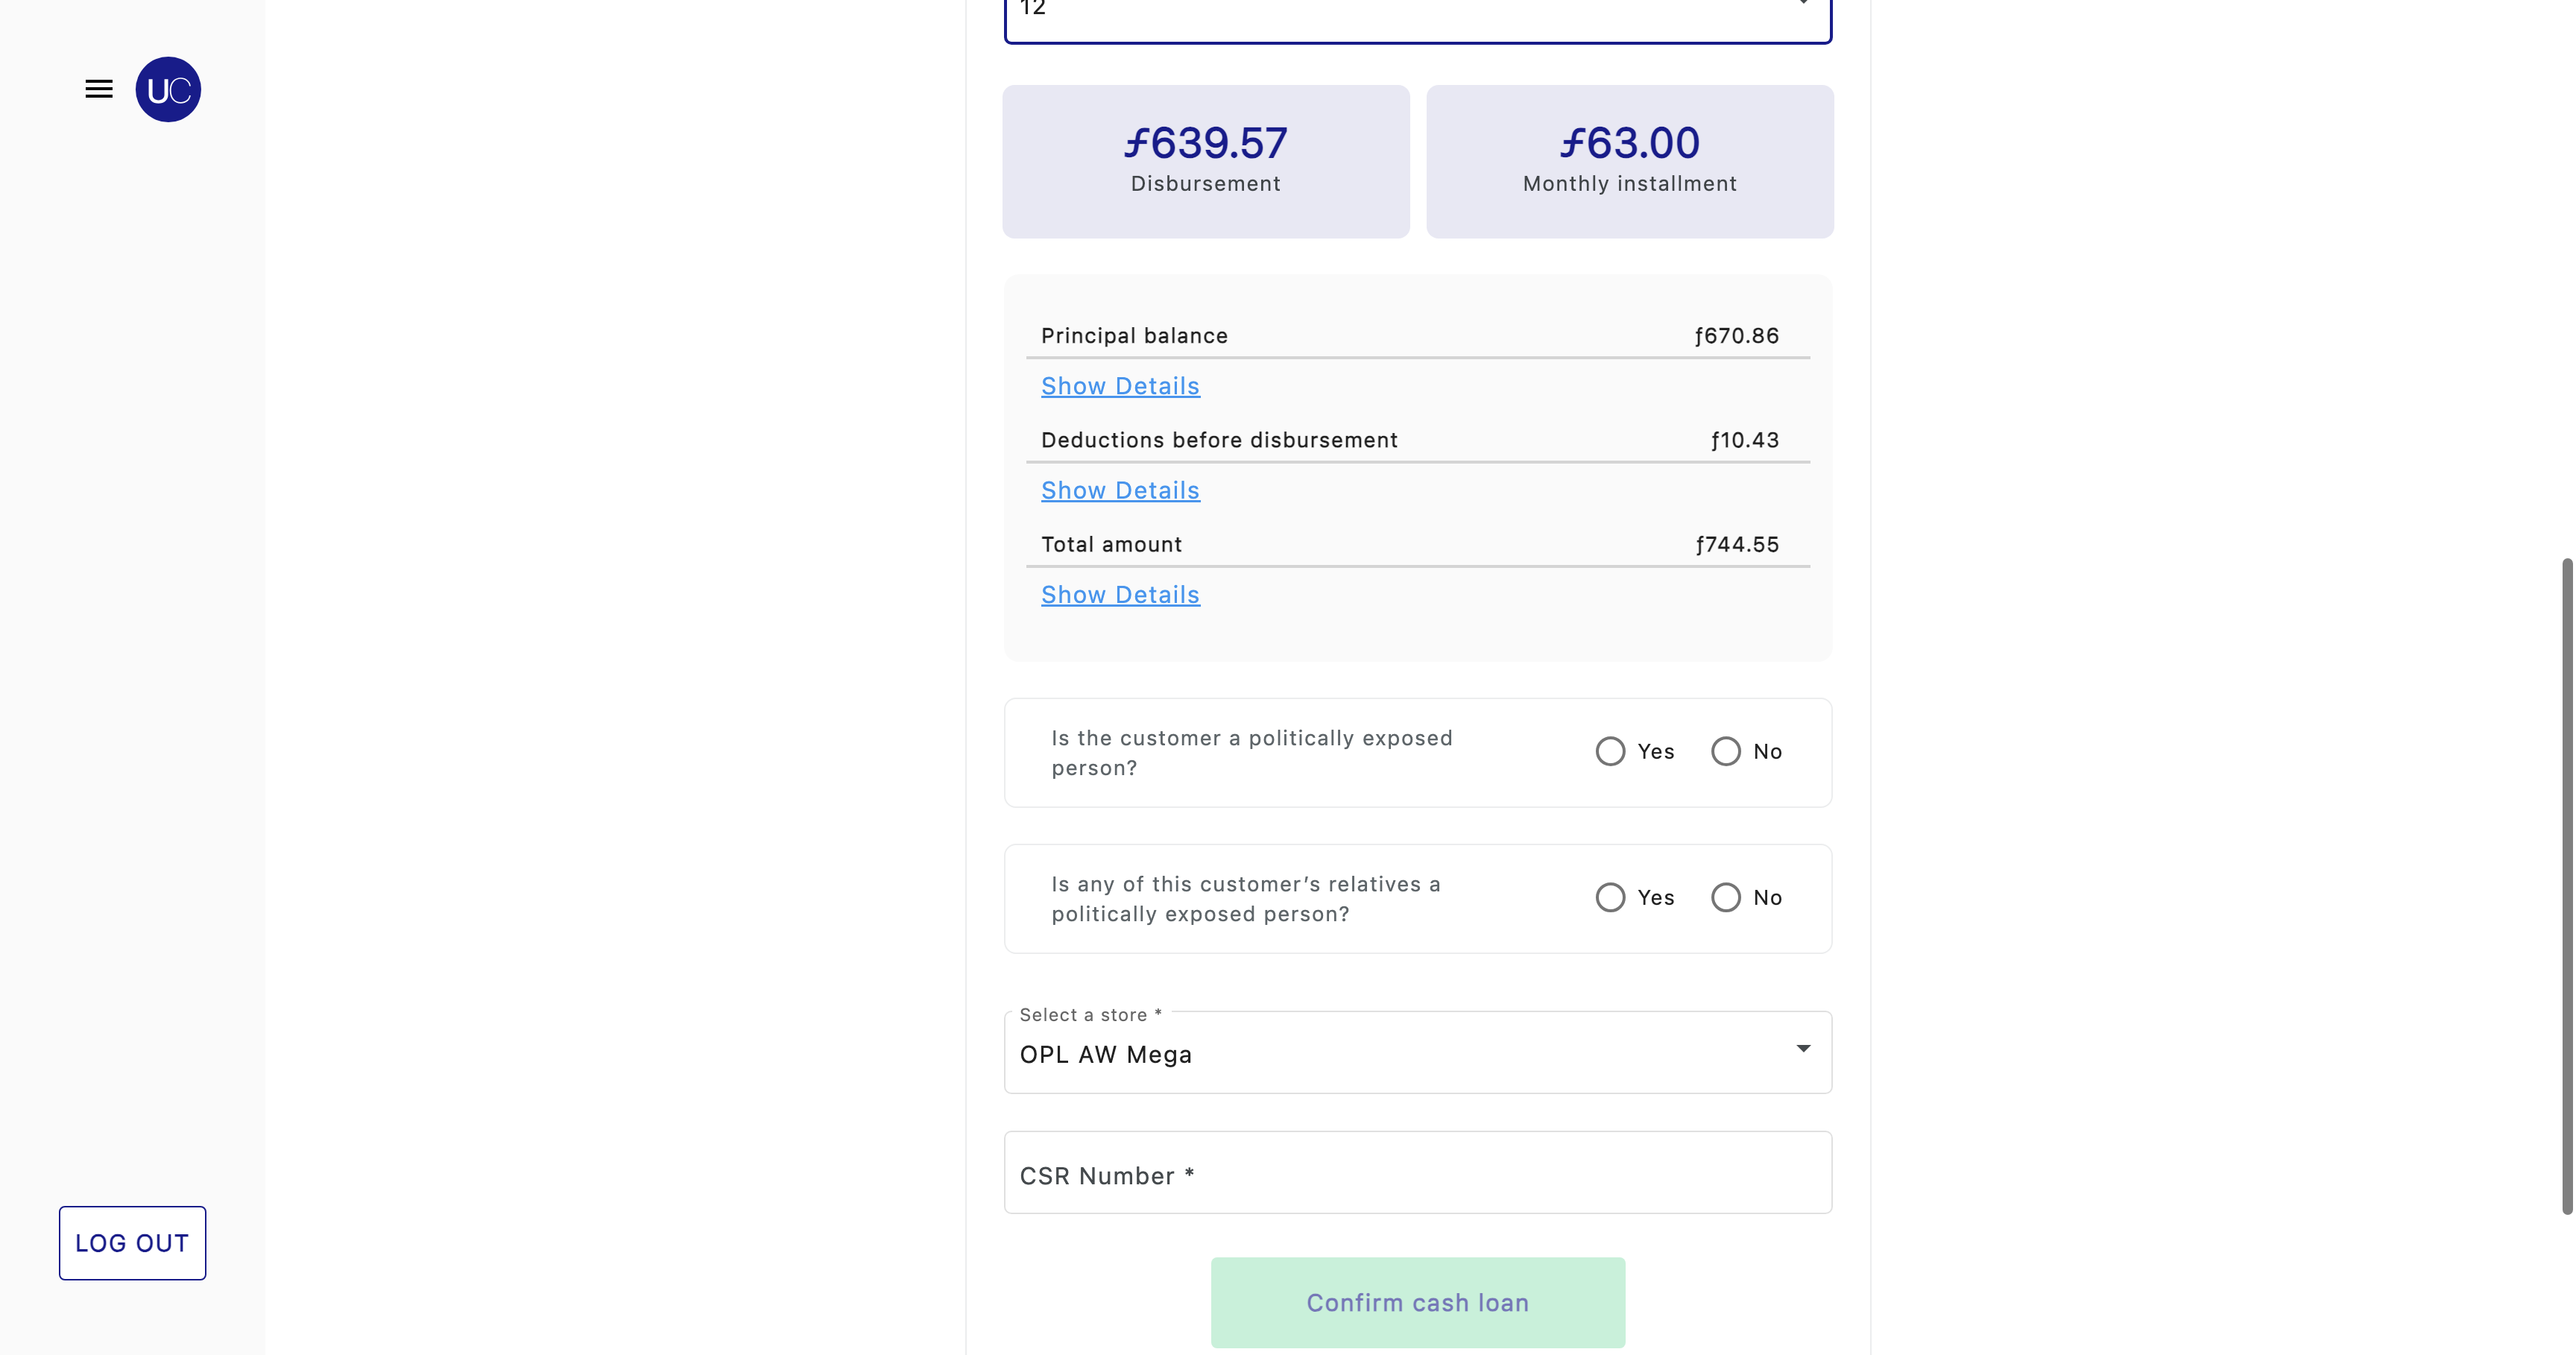 12
UC
ƒ639.57
Disbursement
ƒ63.00
Monthly installment
Principal balance ƒ670.86
Show Details
Deductions before disbursement ƒ10.43
Show Details
Total amount ƒ744.55
Show Details
Is the customer a politically exposed
person?
Yes No
Is any of this customer’s relatives a
politically exposed person?
Yes No
Select a store *
OPL AW Mega
CSR Number *
LOG OUT
Confirm cash loan